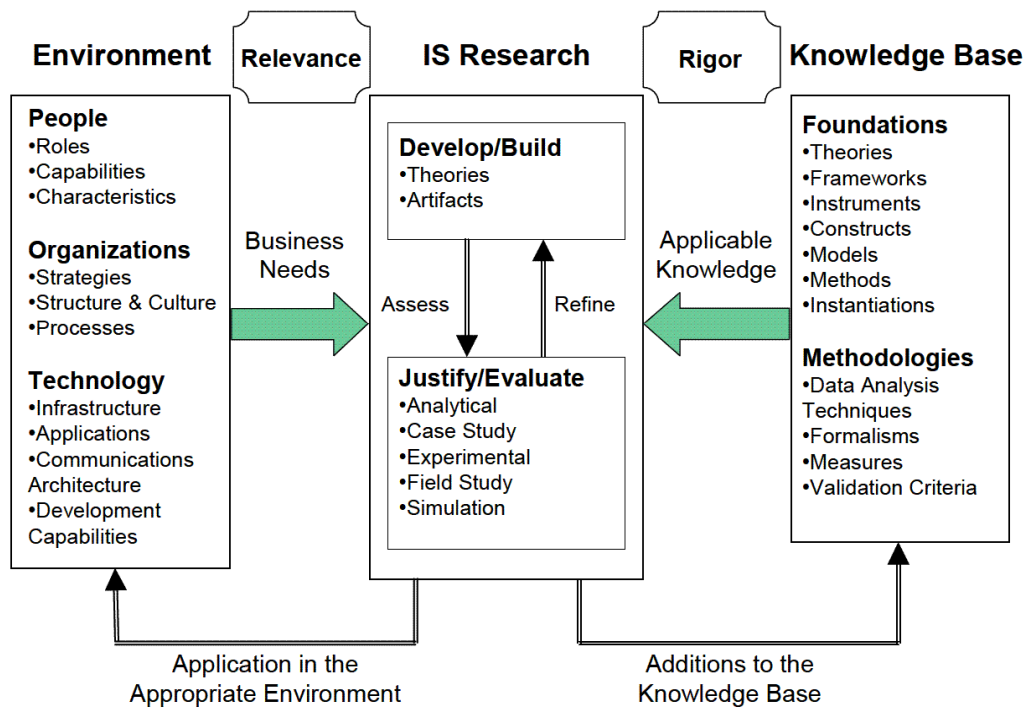 Environment
Relevance
IS Research
Rigor
Knowledge Base
People
•Roles
•Capabilities
•Characteristics
Organizations
•Strategies
•Structure & Culture
•Processes
Technology
•Infrastructure
•Applications
•Communications
Architecture
•Development
Capabilities
Business
Needs
Develop/Build
•Theories
•Artifacts
Assess
Refine
Justify/Evaluate
•Analytical
•Case Study
•Experimental
•Field Study
•Simulation
Applicable
Knowledge
Foundations
•Theories
•Frameworks
•Instruments
•Constructs
•Models
•Methods
•Instantiations
Methodologies
•Data Analysis
Techniques
•Formalisms
•Measures
•Validation Criteria
Application in the
Appropriate Environment
Additions to the
Knowledge Base